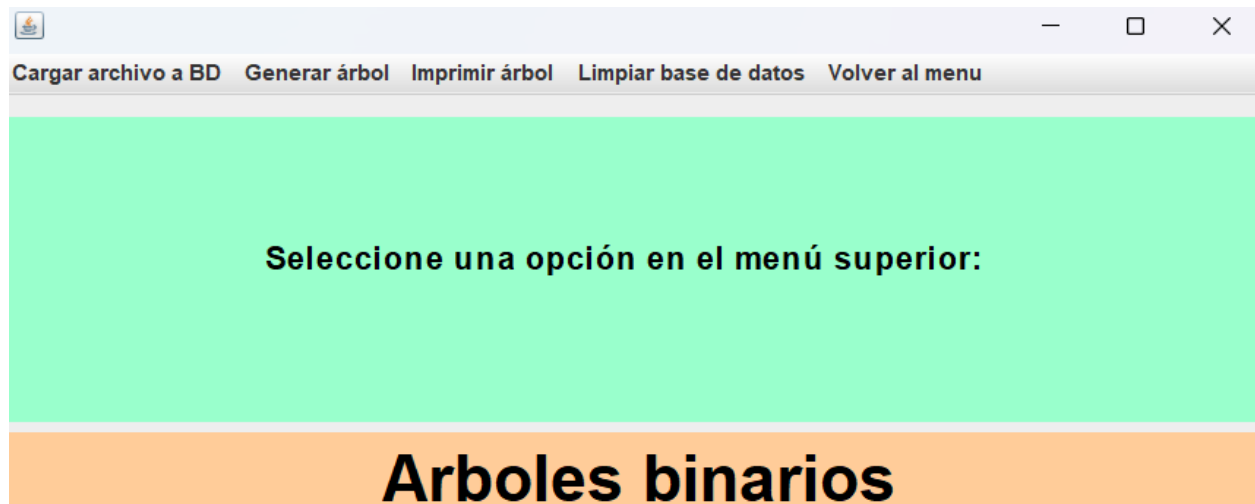 Cargar archivo a BD Generar árbol Imprimir árbol Limpiar base de datos Volver al menu
Seleccione una opción en el menú superior:
Arboles binarios